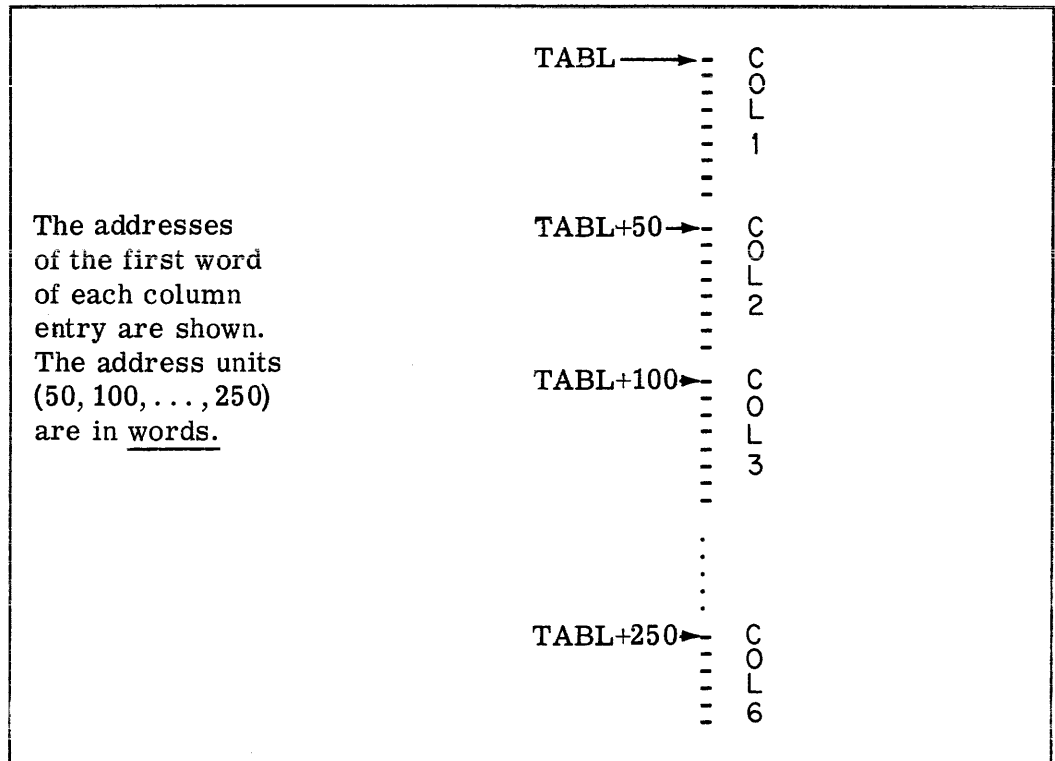 TABL
C
O
L
1
The addresses
of the first word
of each column
entry are shown.
The address units
(50, 100, . . . , 250)
are in words.
TABL+50
C
O
L
2
TABL+100
C
O
L
3
TABL+250
C
O
L
6